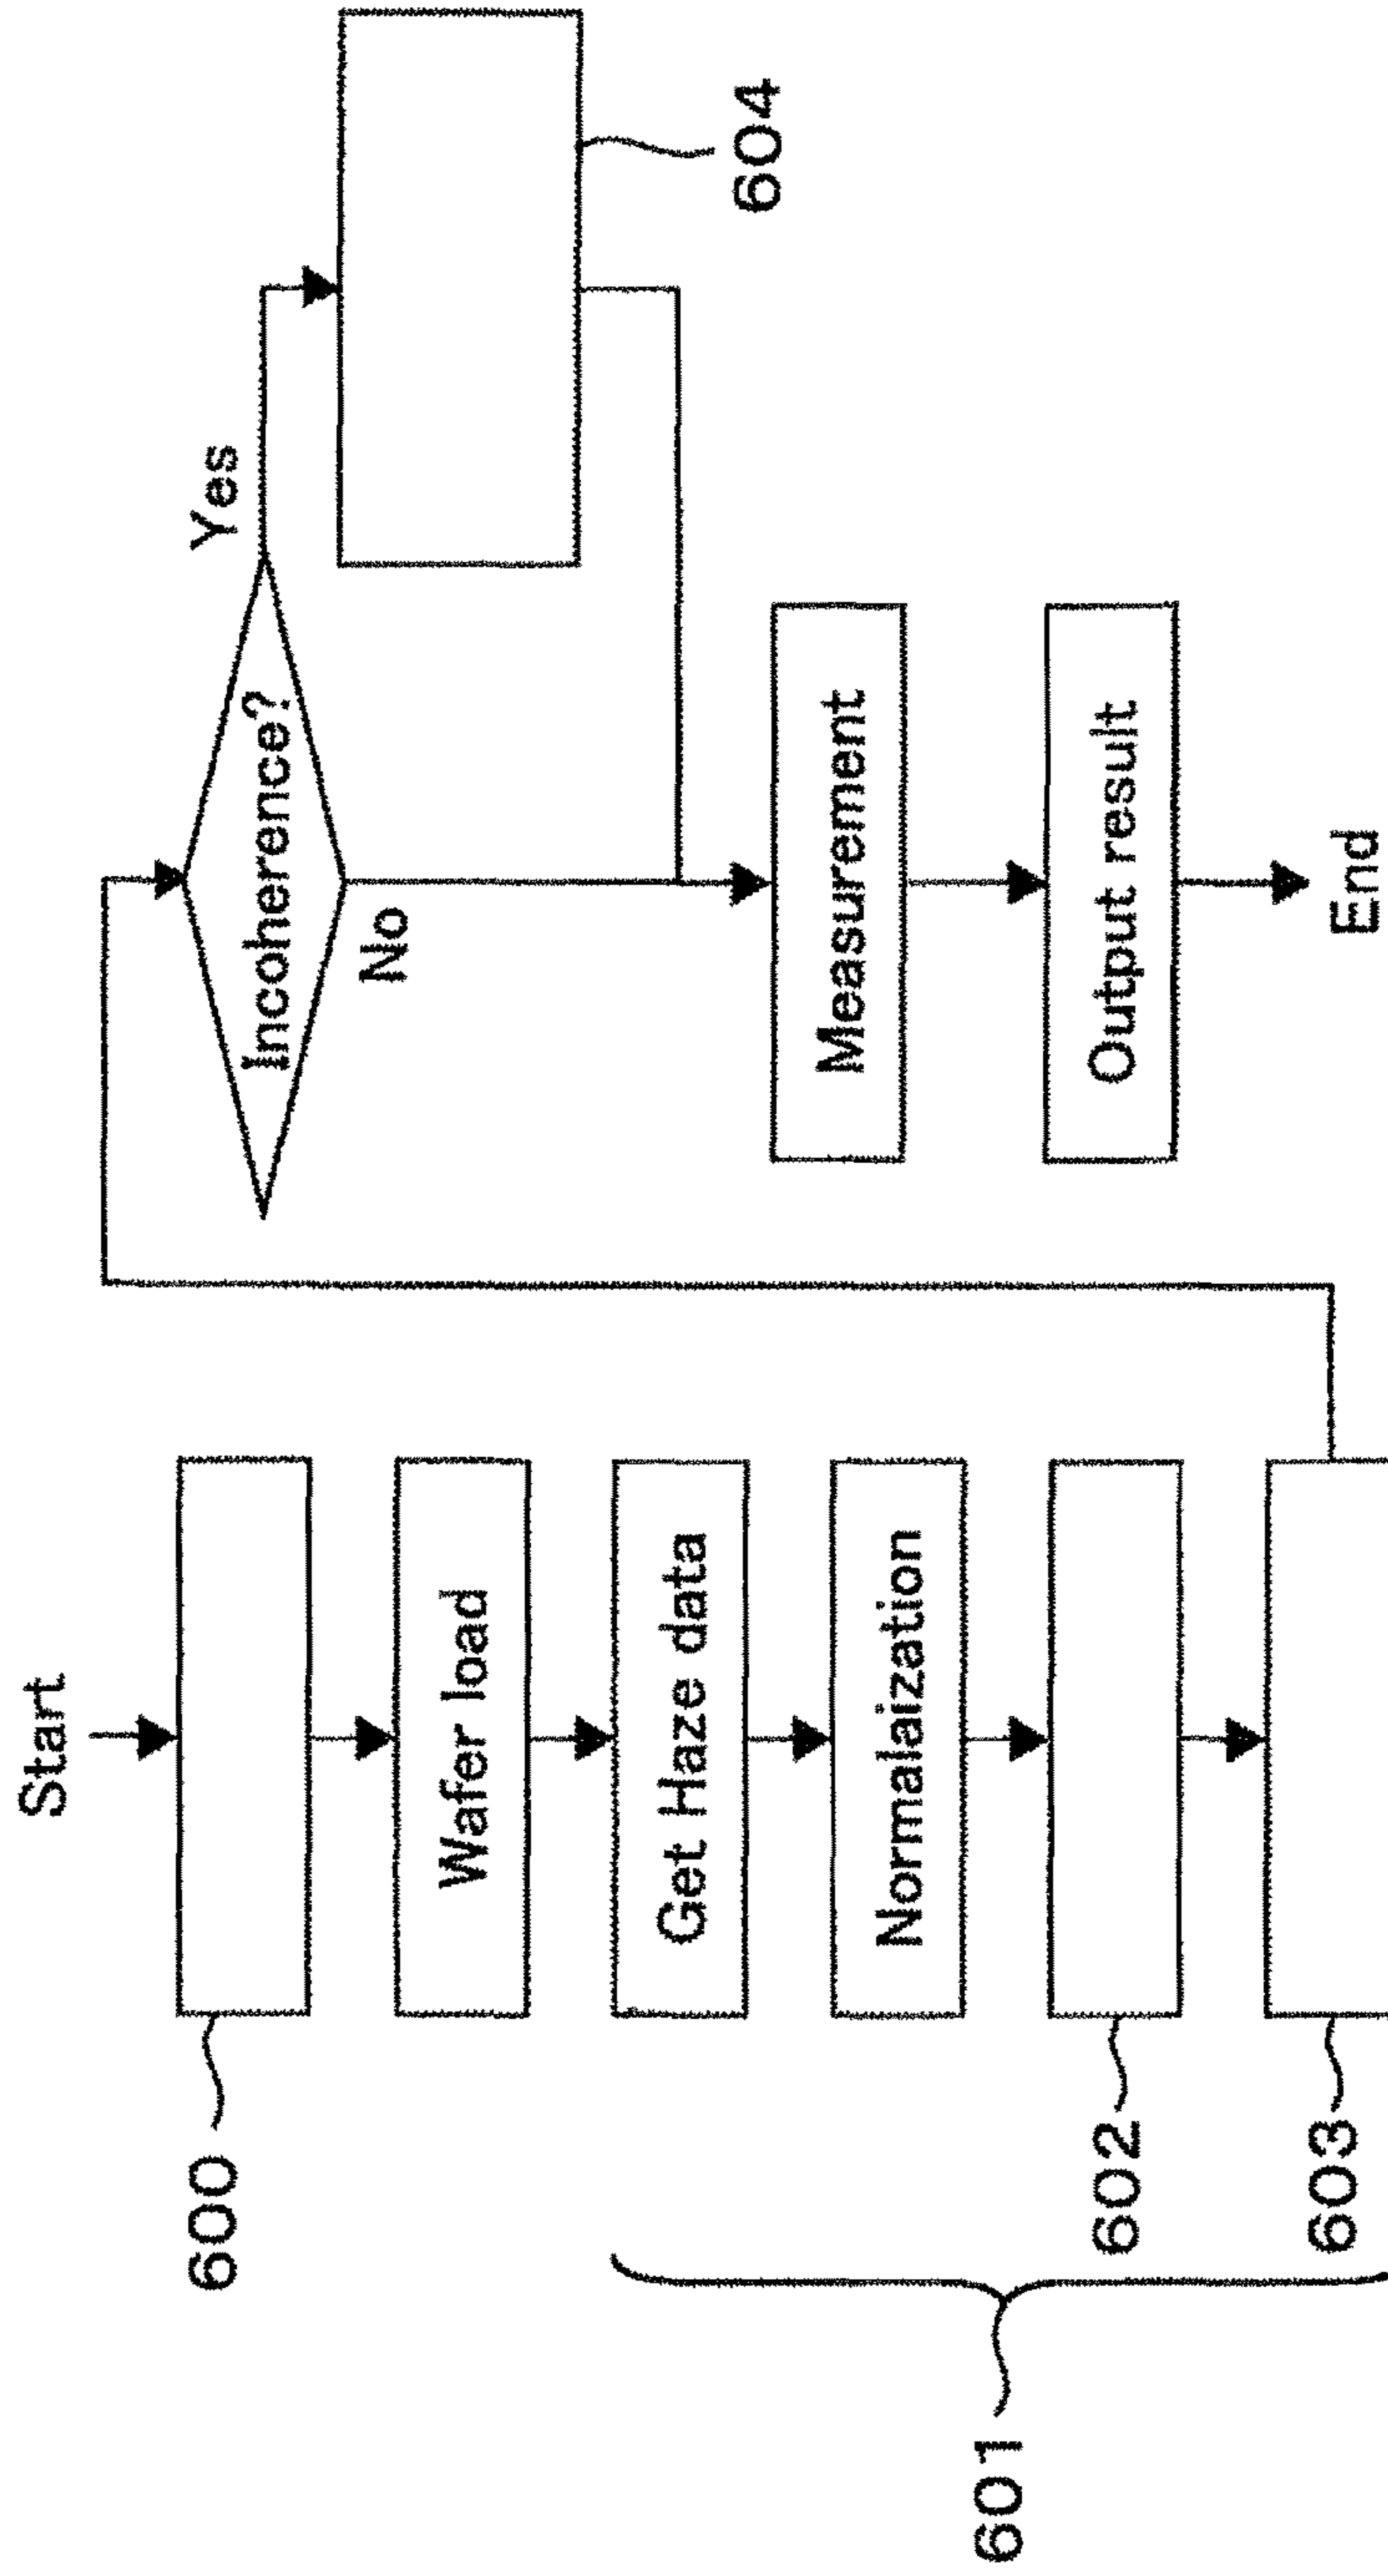 Start
600
Wafer load
Get Haze data
Normalaization
602
603
601
Incoherence?
Yes
No
604
Measurement
Output result
End